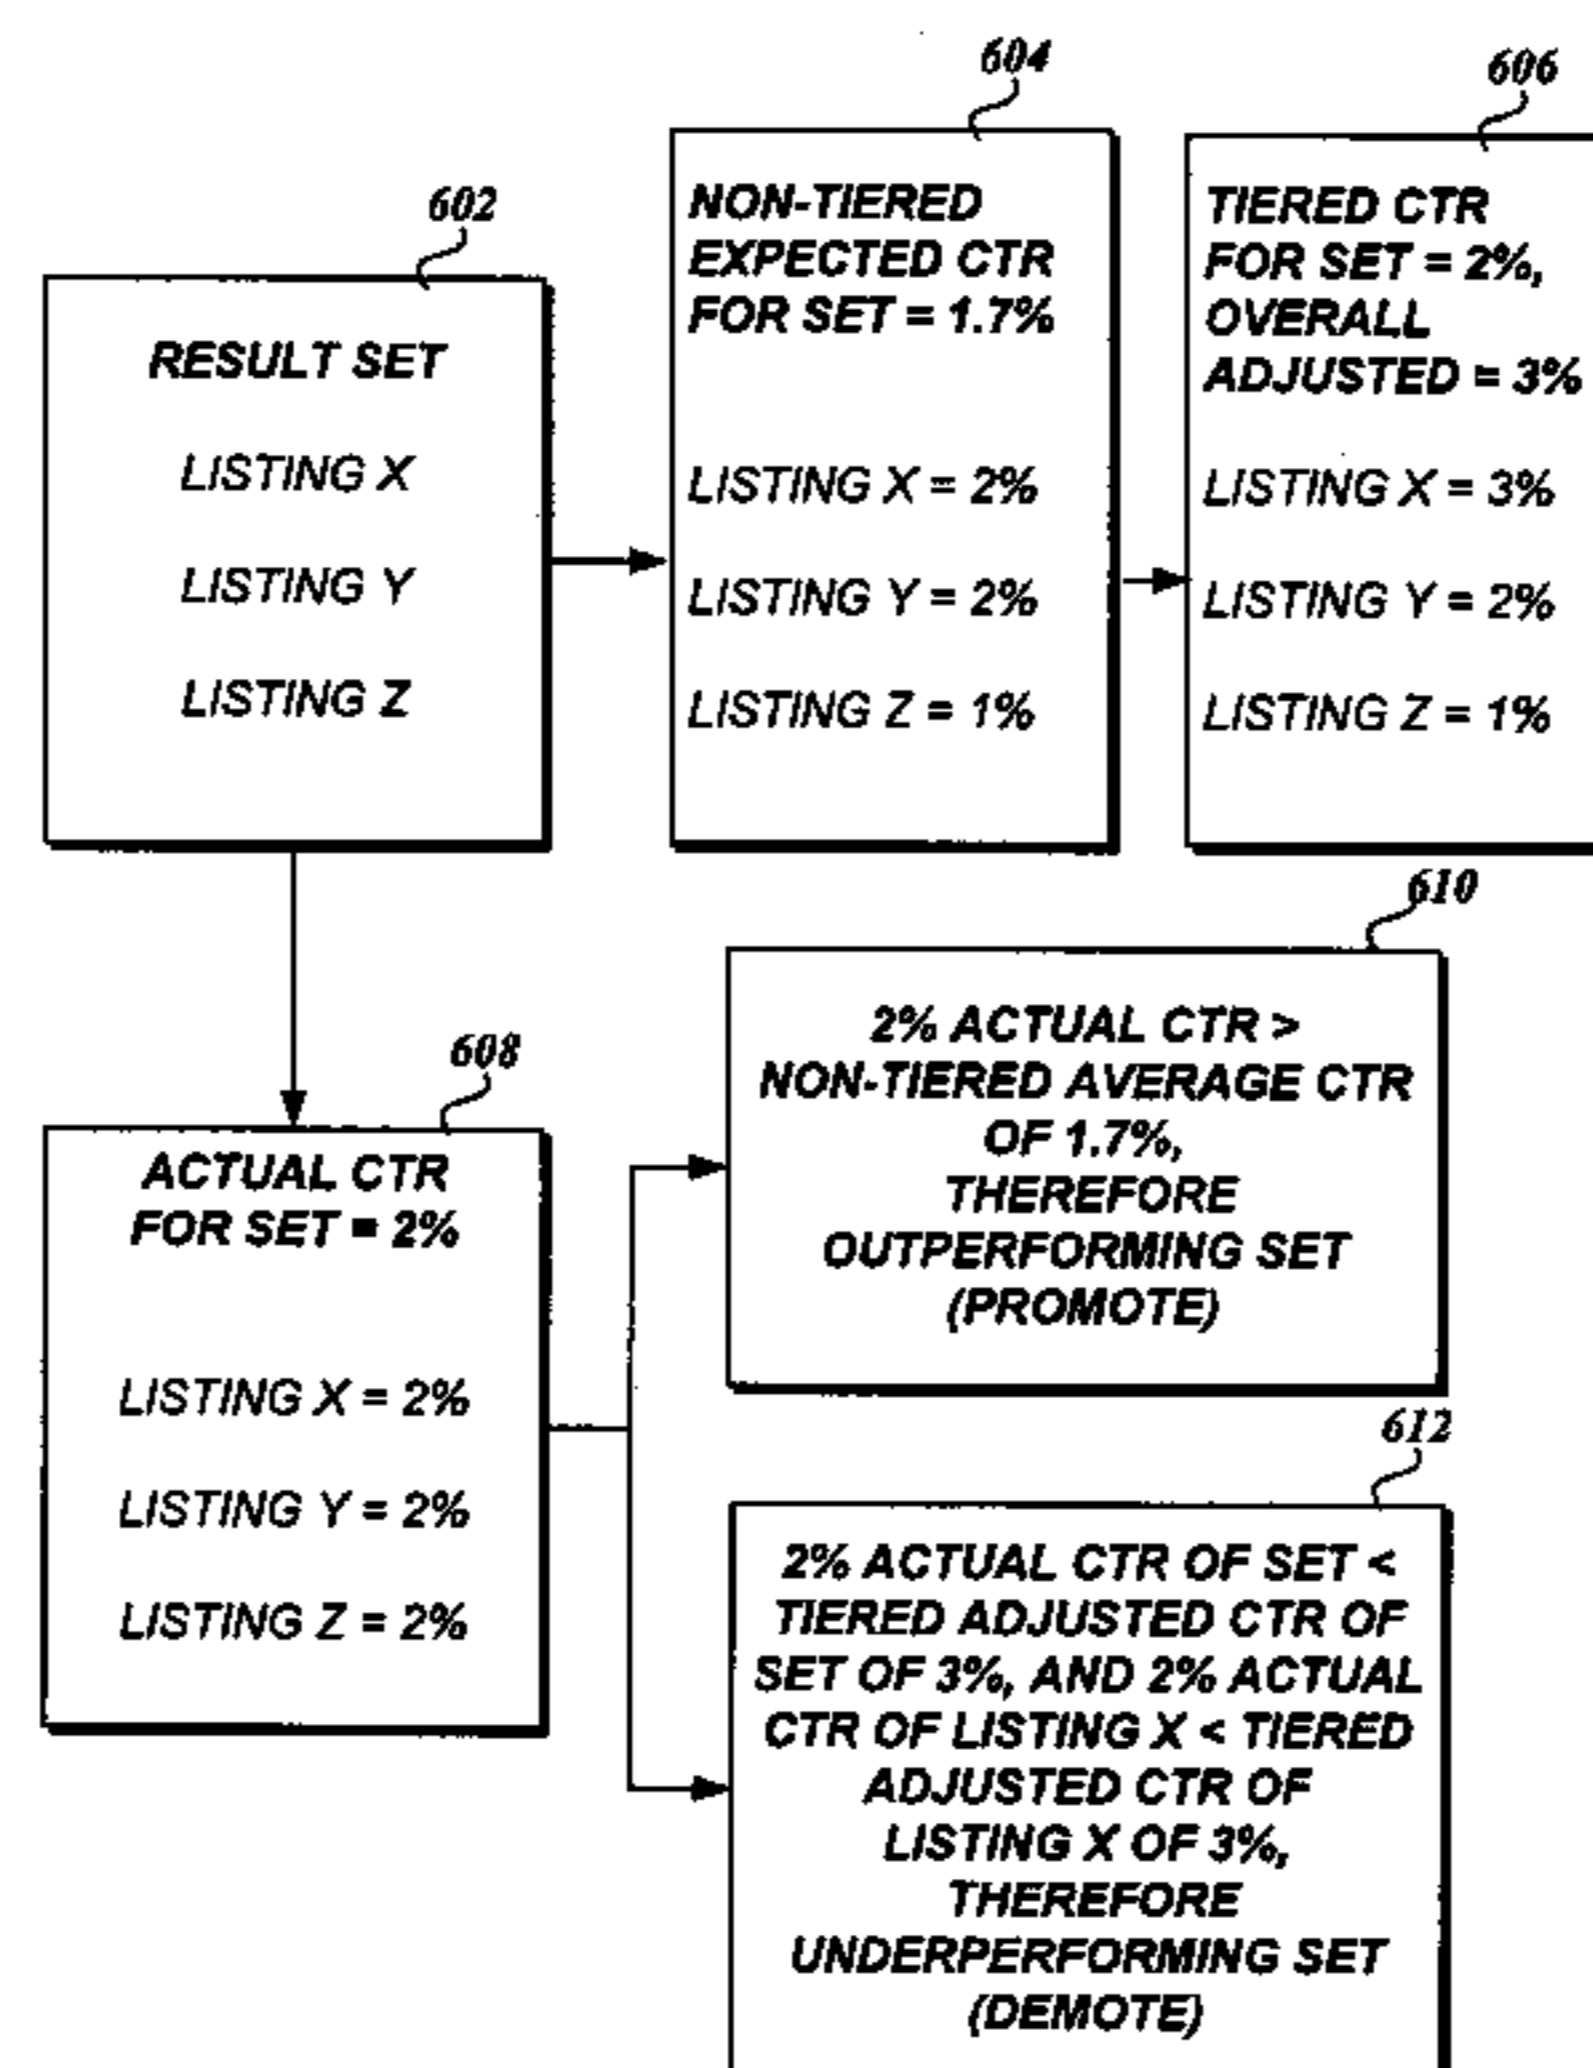 604
606
602
NON-TIERED
EXPECTED CTR
FOR SET = 1.7%
LISTING X = 2%
LISTING Y = 2%
LISTING Z = 1%
TIERED CTR
FOR SET = 2%,
OVERALL
ADJUSTED = 3%
LISTING X = 3%
LISTING Y = 2%
LISTING Z = 1%
RESULT SET
LISTING X
LISTING Y
LISTING Z
610
2% ACTUAL CTR >
NON-TIERED AVERAGE CTR
OF 1.7%,
THEREFORE
OUTPERFORMING SET
(PROMOTE)
608
ACTUAL CTR
FOR SET = 2%
LISTING X = 2%
LISTING Y = 2%
LISTING Z = 2%
612
2% ACTUAL CTR OF SET <
TIERED ADJUSTED CTR OF
SET OF 3%, AND 2% ACTUAL
CTR OF LISTING X < TIERED
ADJUSTED CTR OF
LISTING X OF 3%,
THEREFORE
UNDERPERFORMING SET
(DEMOTE)